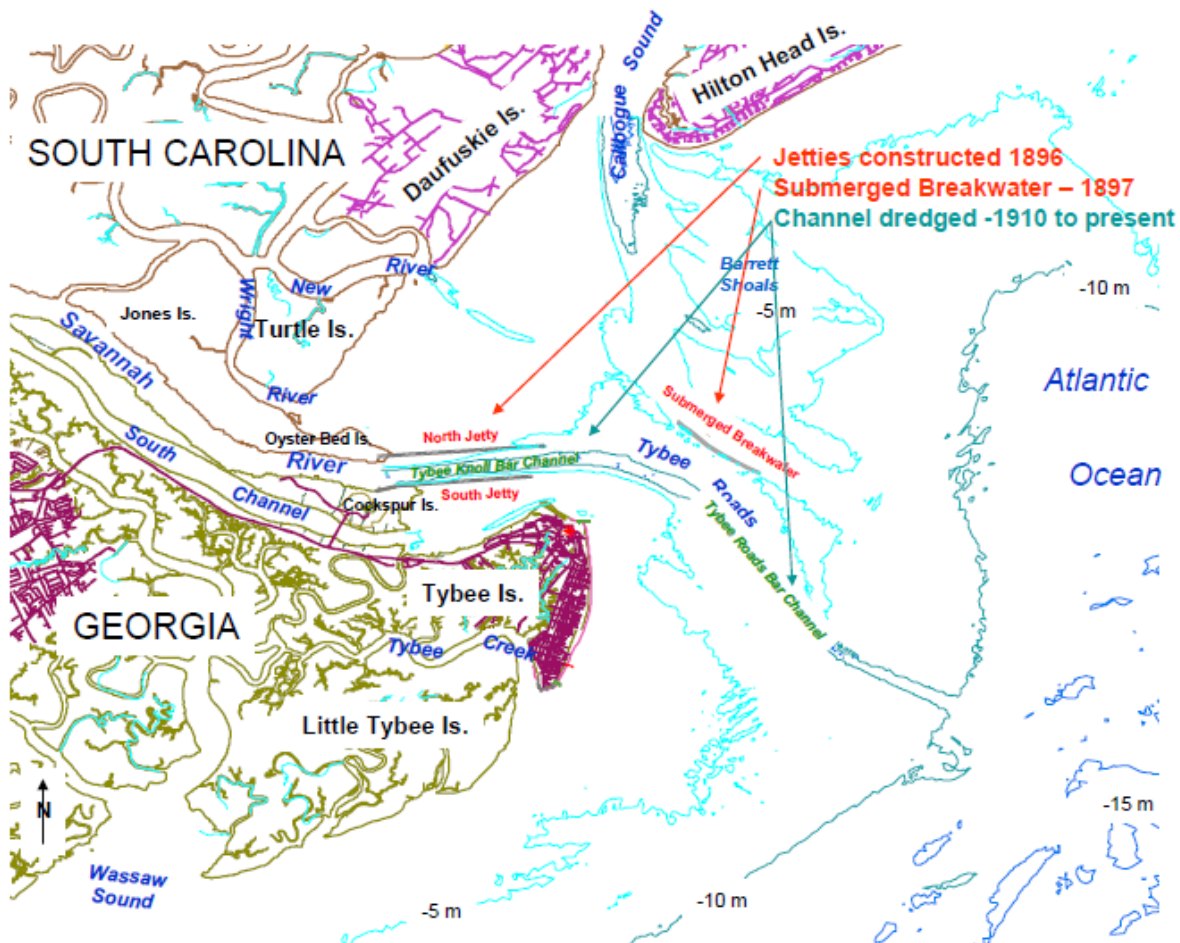 Calibogue Sound
Hilton Head Is.
SOUTH CAROLINA
Daufuskie Is.
Jetties constructed 1896
Submerged Breakwater – 1897
Channel dredged -1910 to present
New River
Barrett
Shoals
-5 m
-10 m
Jones Is.
Wright River
Turtle Is.
Atlantic
Ocean
Savannah River
Oyster Bed Is.
North Jetty
Submerged Breakwater
Tybee Knoll Bar Channel
Tybee Roads
South Channel
South Jetty
Cockspur Is.
Tybee Roads Bar Channel
Tybee Is.
GEORGIA
Tybee Creek
Little Tybee Is.
N
-15 m
Wassaw
Sound
-5 m
-10 m